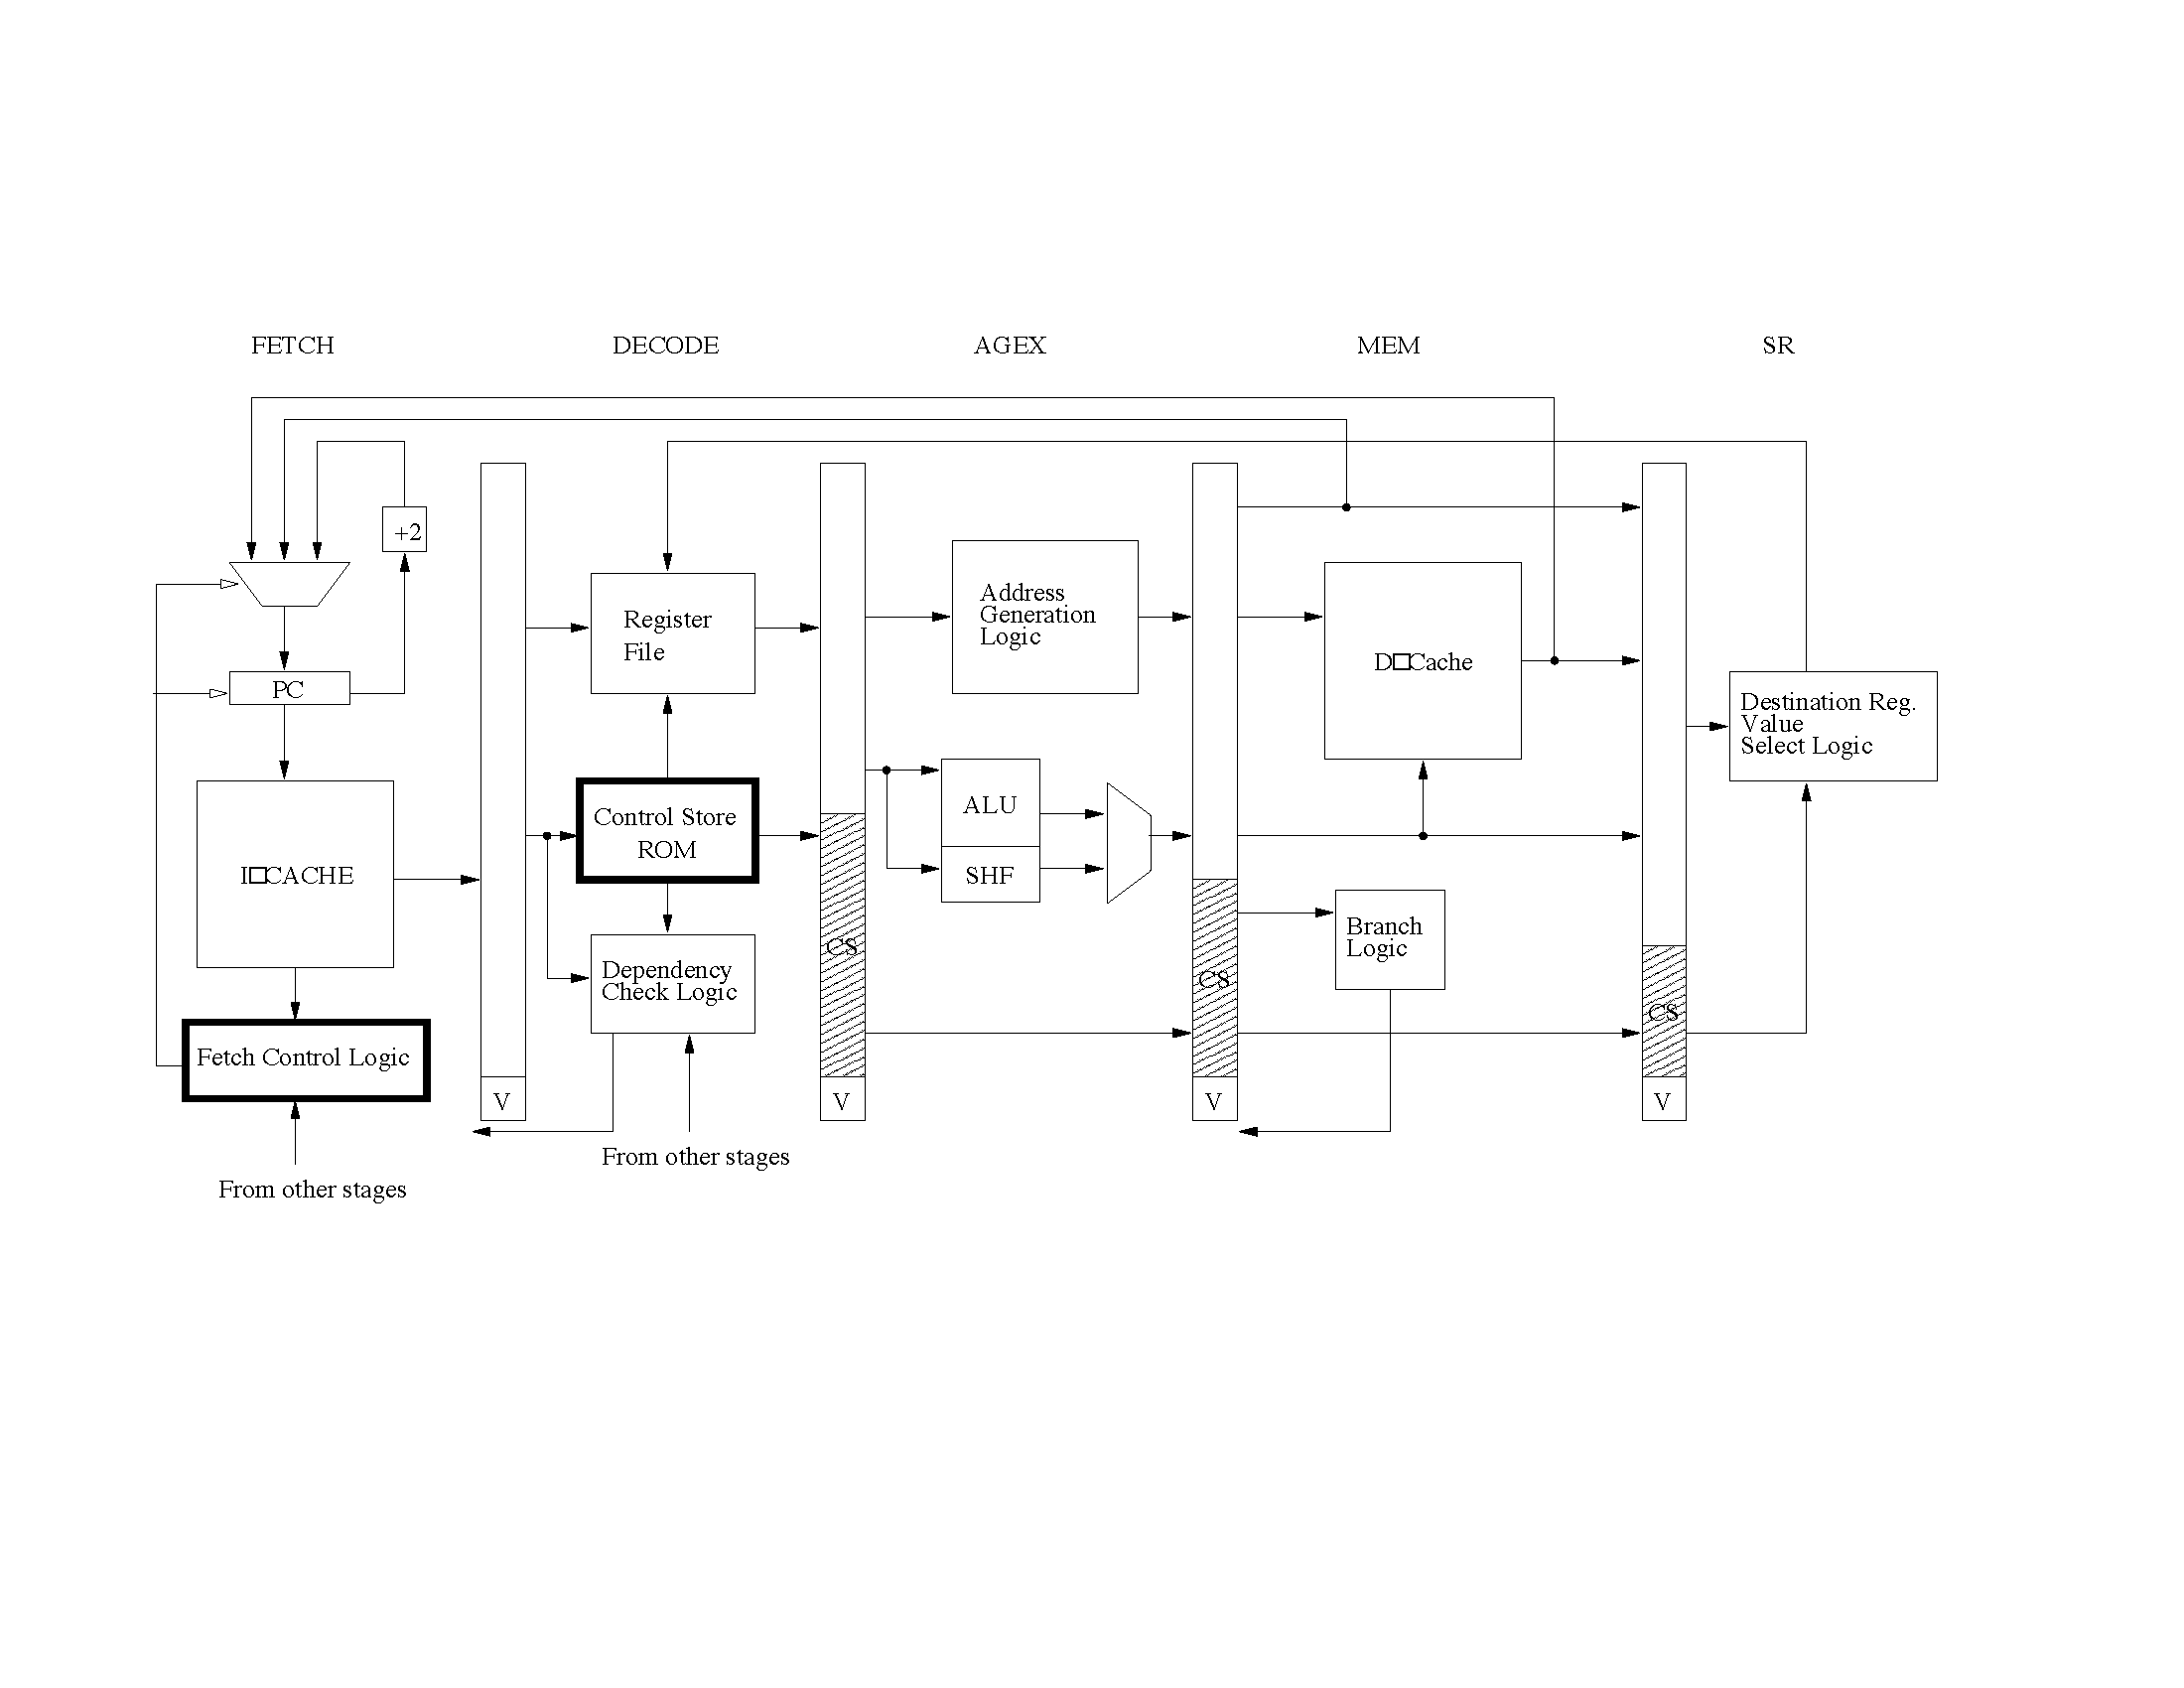 FETCH
DECODE
AGEX
MEM
SR
+2
PC
I□CACHE
Fetch Control Logic
From other stages
V
Register
File
Control Store
ROM
Dependency
Check Logic
From other stages
CS
V
Address
Generation
Logic
ALU
SHF
CS
V
D□Cache
Branch
Logic
CS
V
Destination Reg.
Value
Select Logic